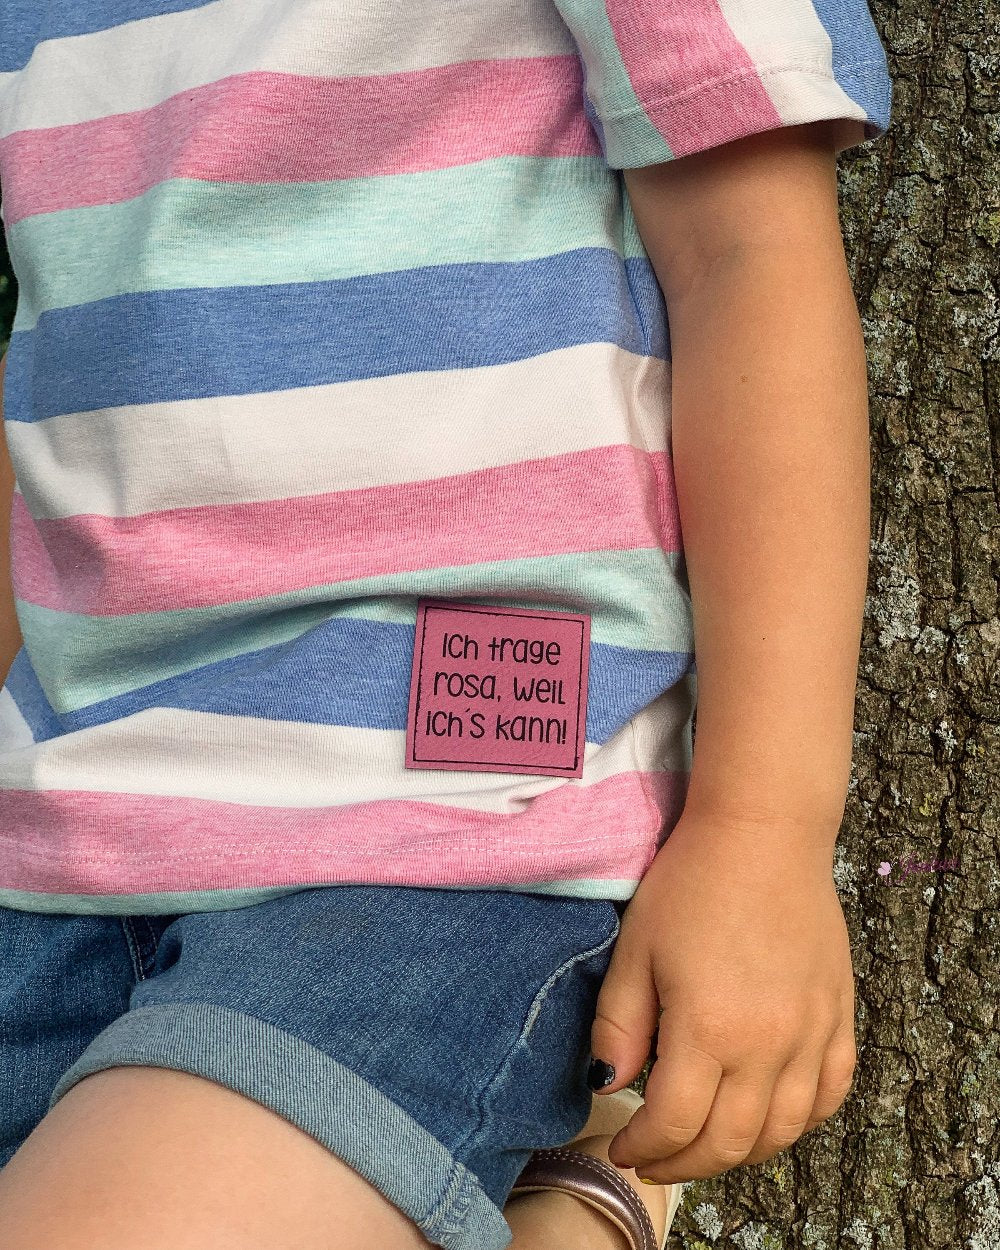 Ich trage
rosa, weil
ich´s kann!